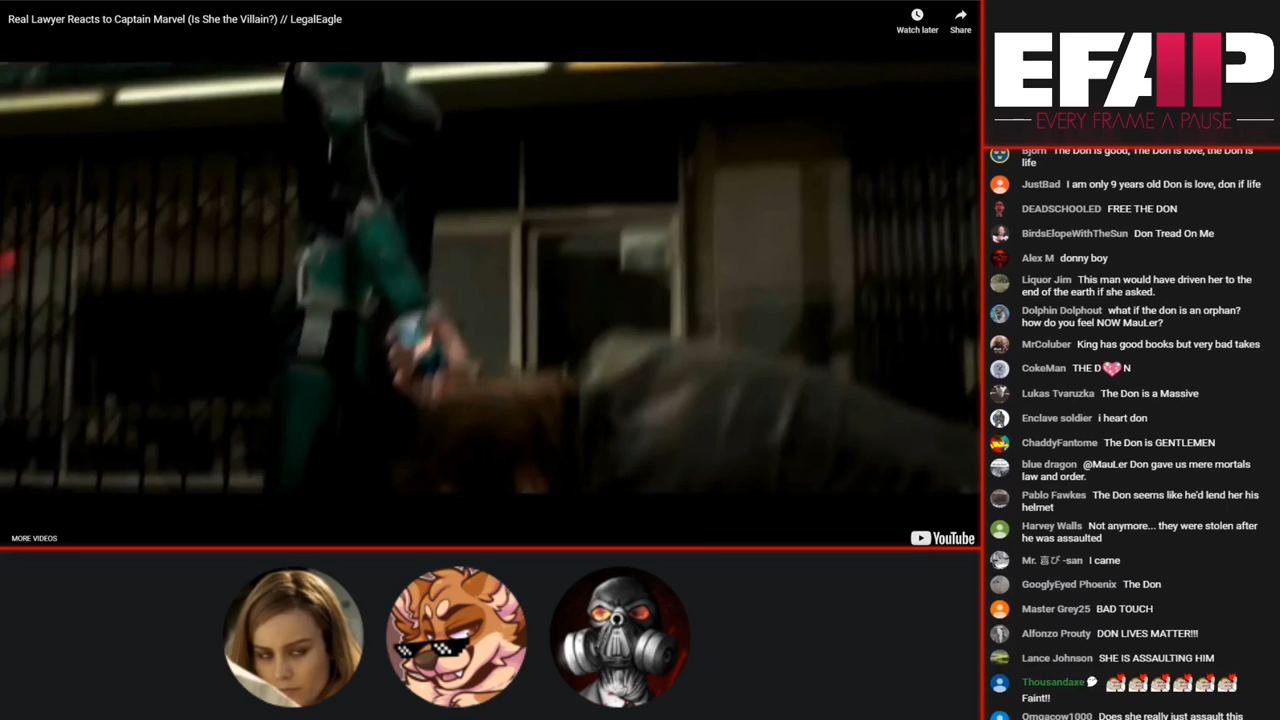 Real Lawyer Reacts to Captain Marvel (Is She the Villain?) // LegalEagle
Watch later
Share
MORE VIDEOS
YouTube
EFAP
EVERY FRAME A PAUSE
Bjorn The Don is good, The Don is love, the Don is
life
JustBad I am only 9 years old Don is love, don if life
DEADSCHOOLED FREE THE DON
BirdsElopeWithTheSun Don Tread On Me
Alex M donny boy
Liquor Jim This man would have driven her to the
end of the earth if she asked.
Dolphin Dolphout what if the don is an orphan?
how do you feel NOW MauLer?
MrColuber King has good books but very bad takes
CokeMan THE D💖N
Lukas Tvaruzka The Don is a Massive
Enclave soldier i heart don
ChaddyFantome The Don is GENTLEMEN
blue dragon @MauLer Don gave us mere mortals
law and order.
Pablo Fawkes The Don seems like he'd lend her his
helmet
Harvey Walls Not anymore... they were stolen after
he was assaulted
Mr. 喜び -san I came
GooglyEyed Phoenix The Don
Master Grey25 BAD TOUCH
Alfonzo Prouty DON LIVES MATTER!!!
Lance Johnson SHE IS ASSAULTING HIM
Thousandaxe
Faint!!
Omgacow1000 Does she really just assault this